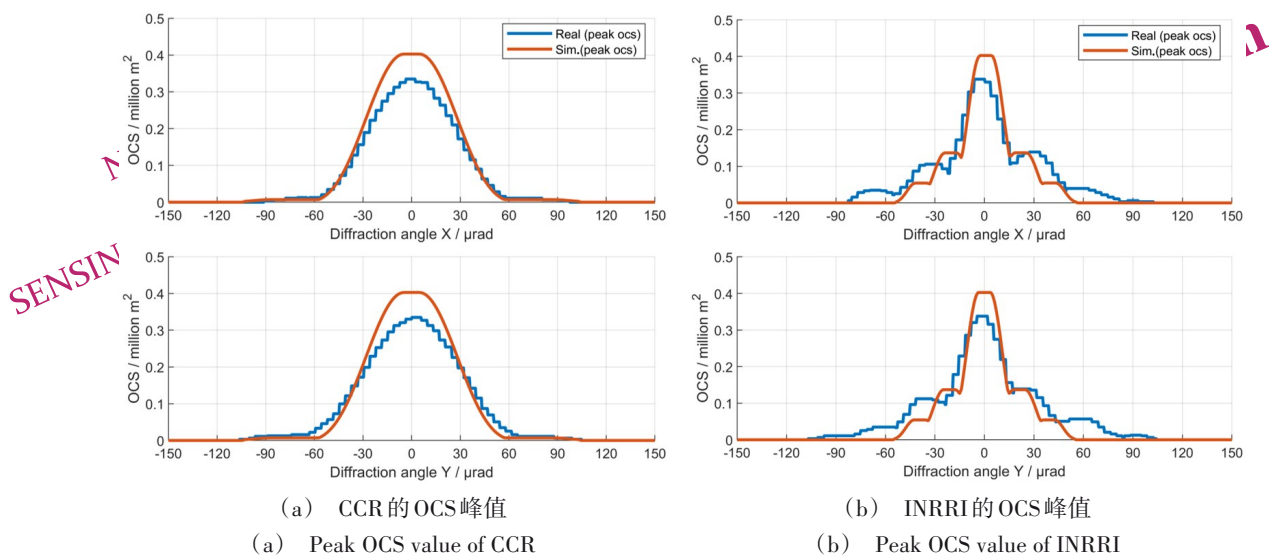 0.5
0.4
0.3
0.2
0.1
0
OCS / million m²
Real (peak ocs)
Sim.(peak ocs)
-150 -120 -90 -60 -30 0 30 60 90 120 150
Diffraction angle X / μrad
0.5
0.4
0.3
0.2
0.1
0
OCS / million m²
Real (peak ocs)
Sim.(peak ocs)
-150 -120 -90 -60 -30 0 30 60 90 120 150
Diffraction angle X / μrad
SENSIN
0.5
0.4
0.3
0.2
0.1
0
OCS / million m²
-150 -120 -90 -60 -30 0 30 60 90 120 150
Diffraction angle Y / μrad
0.5
0.4
0.3
0.2
0.1
0
OCS / million m²
-150 -120 -90 -60 -30 0 30 60 90 120 150
Diffraction angle Y / μrad
(a) CCR的OCS峰值
(a) Peak OCS value of CCR
(b) INRRI的OCS峰值
(b) Peak OCS value of INRRI